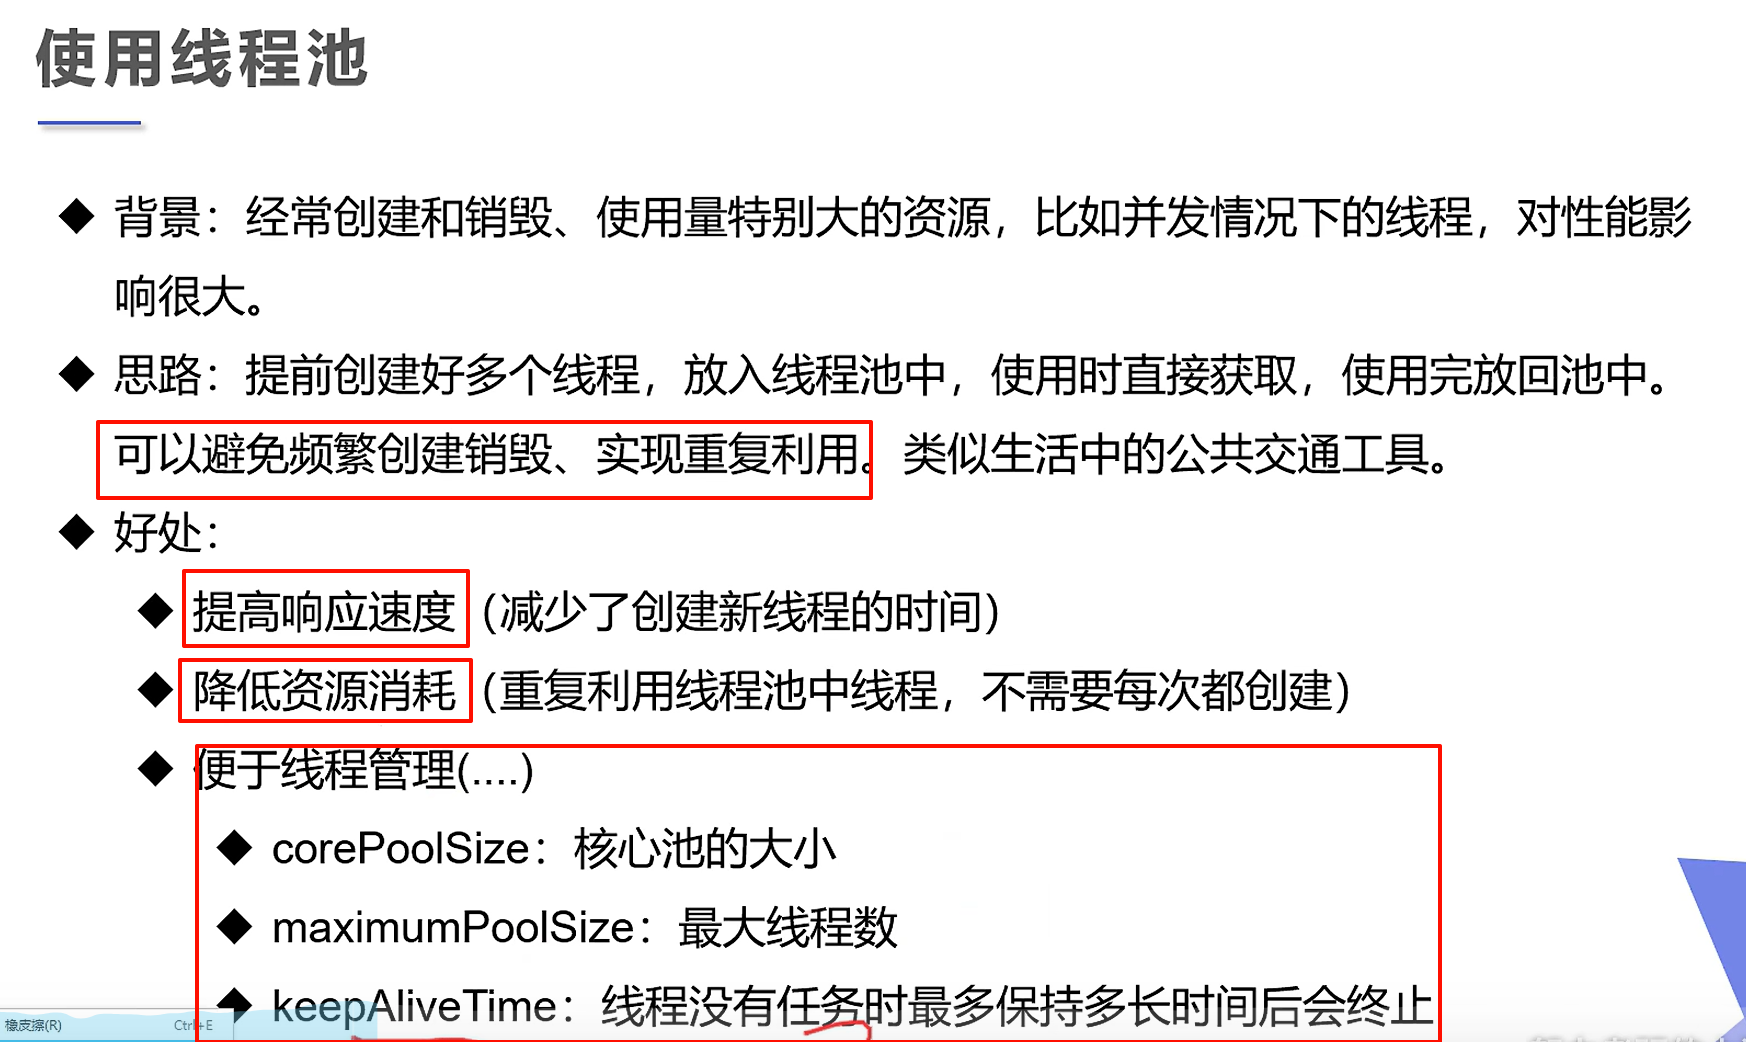 使用线程池
背景：经常创建和销毁、使用量特别大的资源，比如并发情况下的线程，对性能影
响很大。
思路：提前创建好多个线程，放入线程池中，使用时直接获取，使用完放回池中。
可以避免频繁创建销毁、实现重复利用。类似生活中的公共交通工具。
好处：
提高响应速度（减少了创建新线程的时间）
降低资源消耗（重复利用线程池中线程，不需要每次都创建）
便于线程管理(....)
corePoolSize：核心池的大小
maximumPoolSize：最大线程数
keepAliveTime：线程没有任务时最多保持多长时间后会终止
橡皮擦(R) Ctrl+E